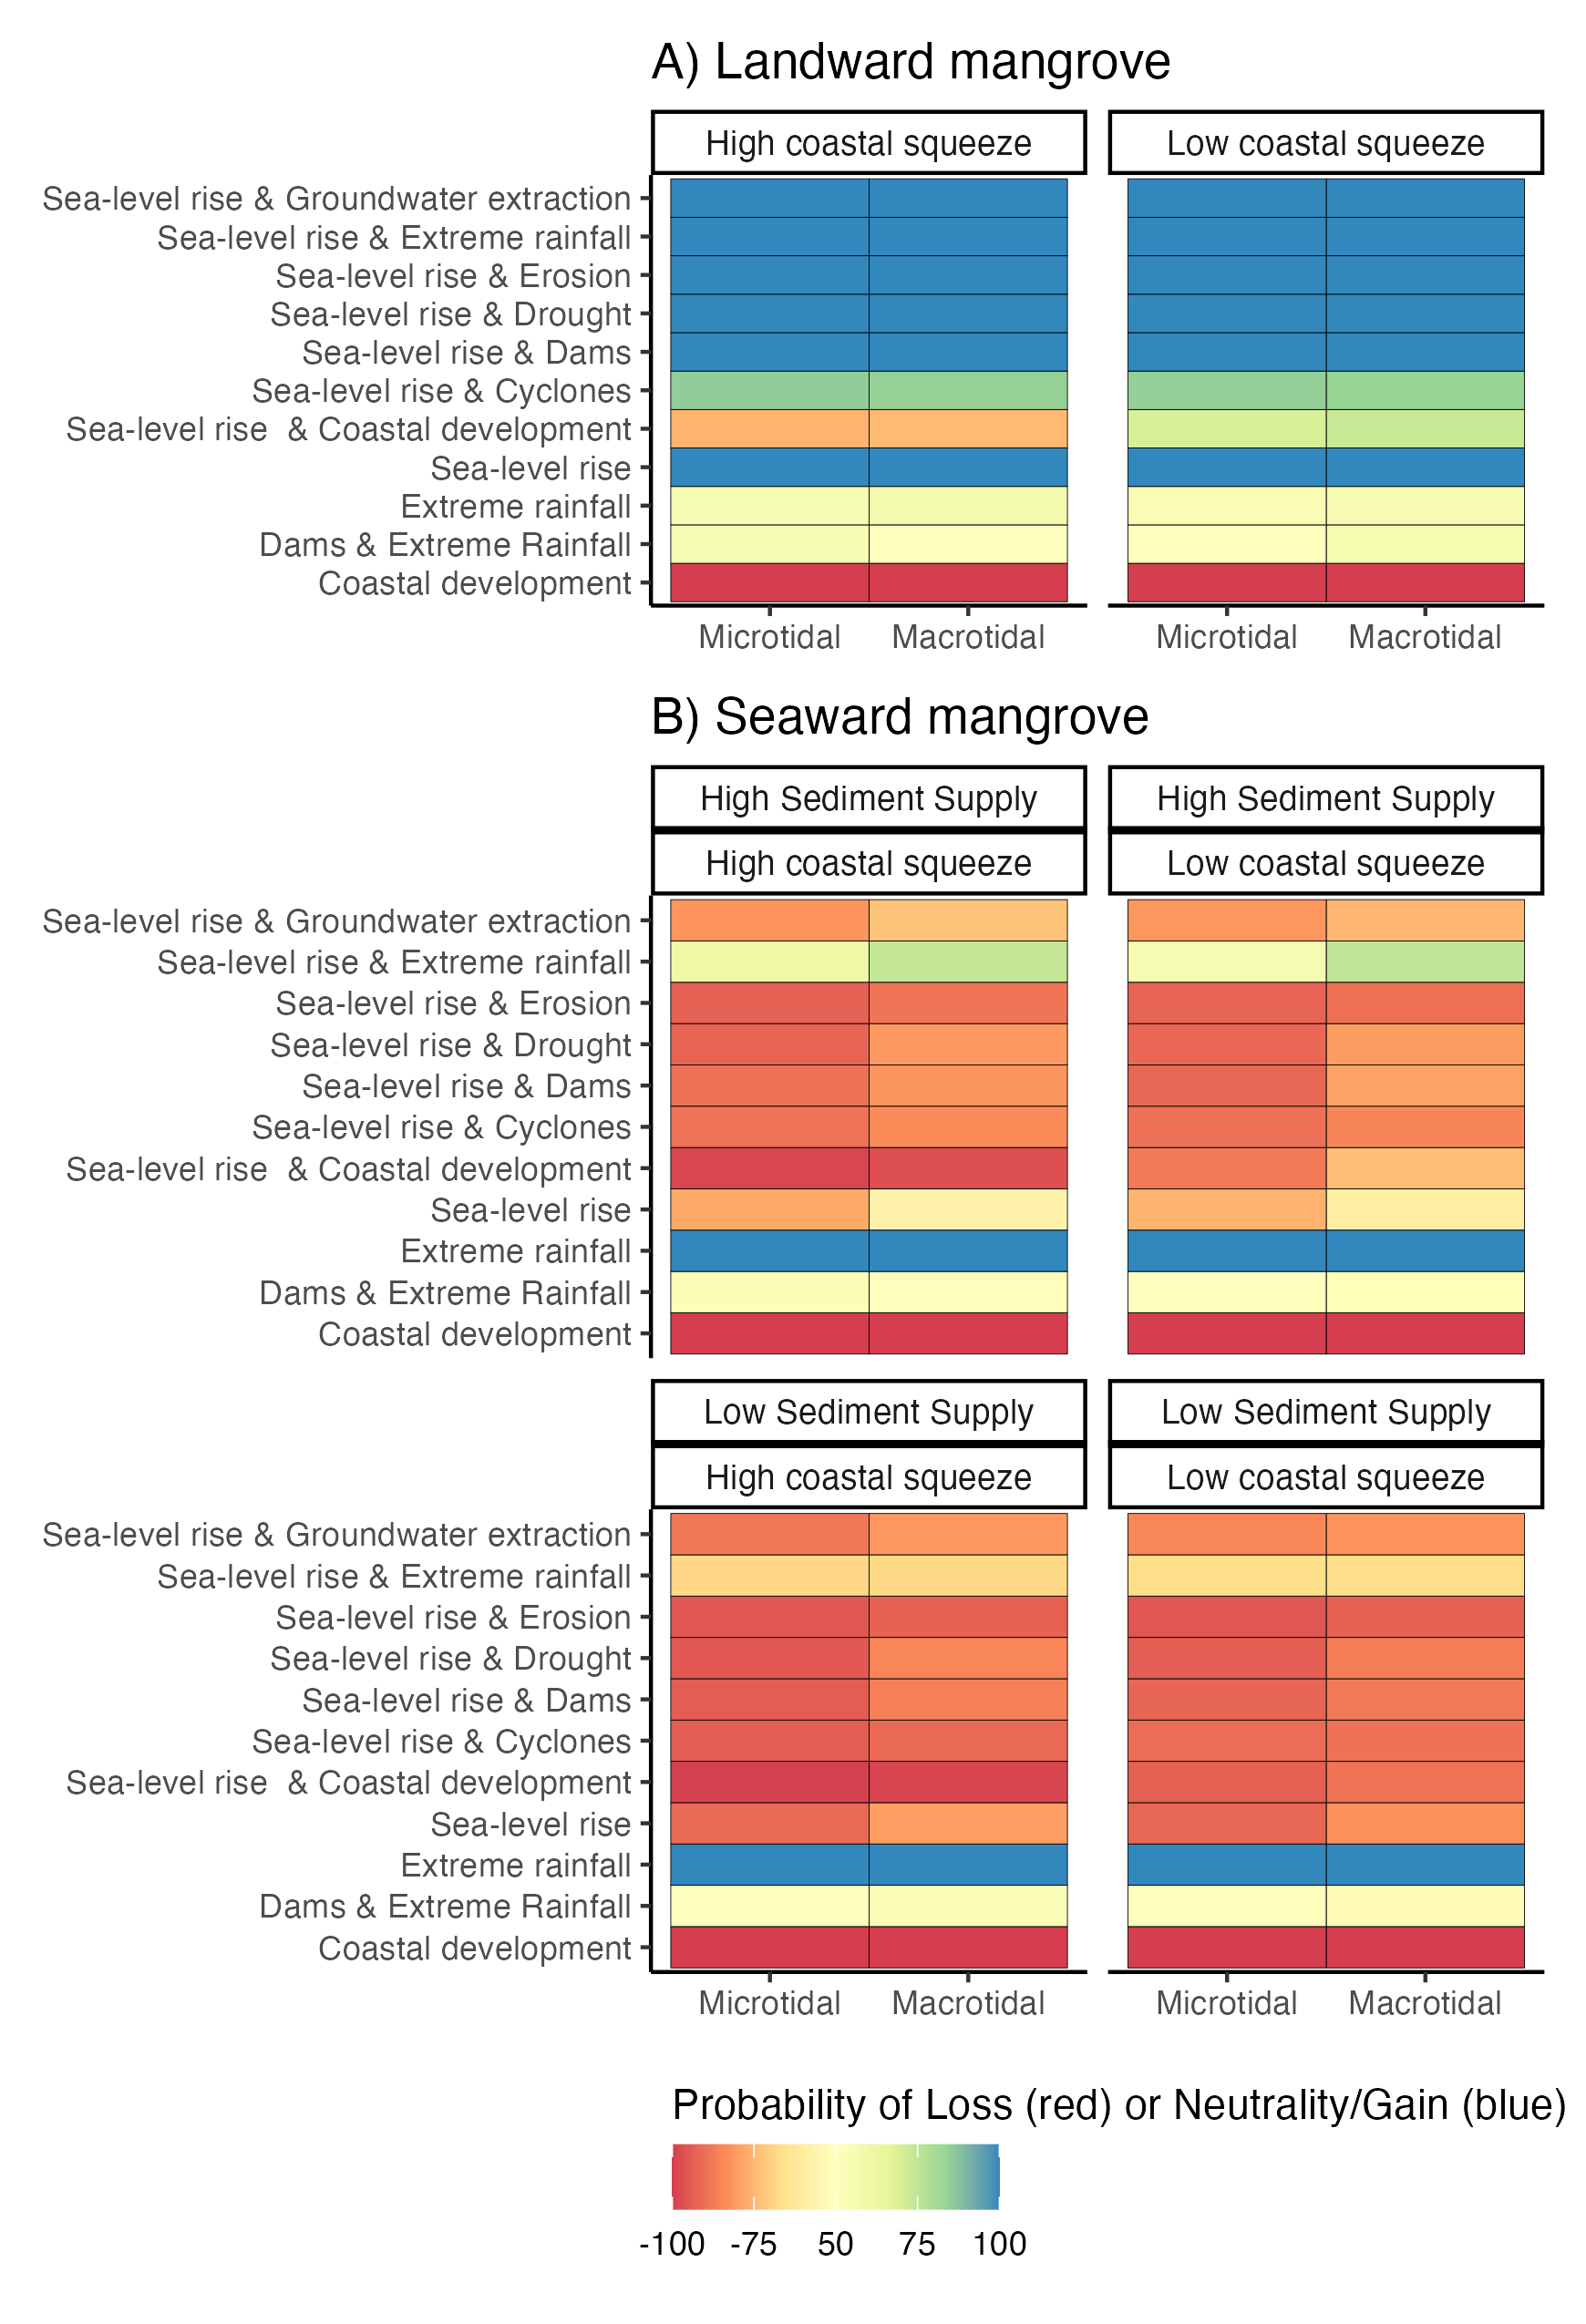 A) Landward mangrove
High coastal squeeze
Low coastal squeeze
Sea-level rise & Groundwater extraction
Sea-level rise & Extreme rainfall
Sea-level rise & Erosion
Sea-level rise & Drought
Sea-level rise & Dams
Sea-level rise & Cyclones
Sea-level rise  & Coastal development
Sea-level rise
Extreme rainfall
Dams & Extreme Rainfall
Coastal development
Microtidal
Macrotidal
Microtidal
Macrotidal
B) Seaward mangrove
High Sediment Supply
High Sediment Supply
High coastal squeeze
Low coastal squeeze
Sea-level rise & Groundwater extraction
Sea-level rise & Extreme rainfall
Sea-level rise & Erosion
Sea-level rise & Drought
Sea-level rise & Dams
Sea-level rise & Cyclones
Sea-level rise  & Coastal development
Sea-level rise
Extreme rainfall
Dams & Extreme Rainfall
Coastal development
Low Sediment Supply
Low Sediment Supply
High coastal squeeze
Low coastal squeeze
Sea-level rise & Groundwater extraction
Sea-level rise & Extreme rainfall
Sea-level rise & Erosion
Sea-level rise & Drought
Sea-level rise & Dams
Sea-level rise & Cyclones
Sea-level rise  & Coastal development
Sea-level rise
Extreme rainfall
Dams & Extreme Rainfall
Coastal development
Microtidal
Macrotidal
Microtidal
Macrotidal
Probability of Loss (red) or Neutrality/Gain (blue)
-100 -75 50 75 100